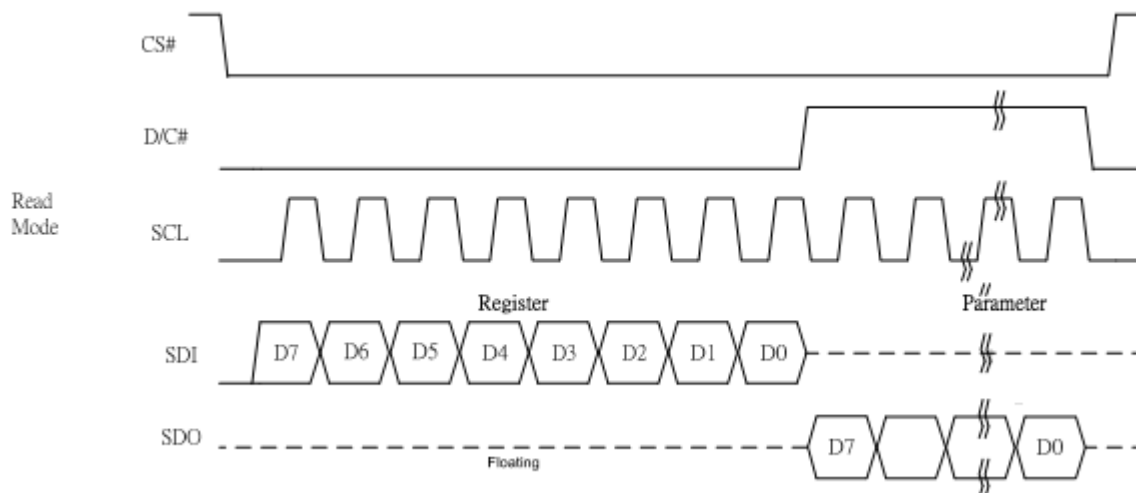 CS#
D/C#
Read
Mode
SCL
Register Parameter
SDI D7 D6 D5 D4 D3 D2 D1 D0
SDO D7 D0
Floating